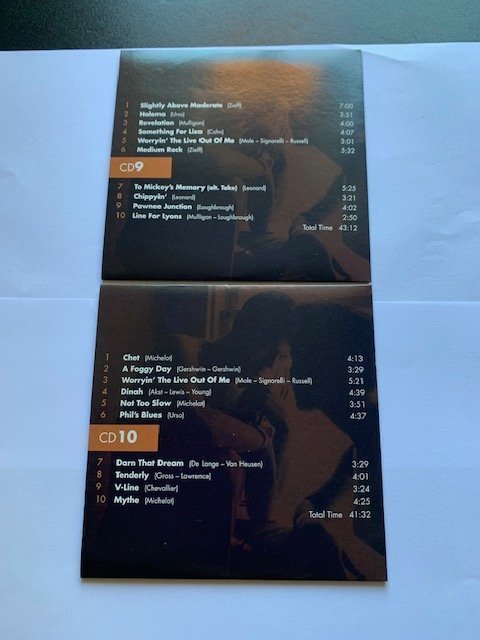 1 Slightly Above Moderate (Zieff) 7:00
2 Halema (Urso) 3:51
3 Revelation (Mulligan) 4:00
4 Something For Liza (Cohn) 4:07
5 Worryin' The Live Out Of Me (Mole – Signorelli – Russell) 3:01
6 Medium Rock (Zieff) 5:32
CD9
7 To Mickey's Memory (alt. Take) (Leonard) 5:25
8 Chippyin' (Leonard) 3:21
9 Pawnee Junction (Loughbrough) 4:02
10 Line For Lyons (Mulligan – Loughbrough) 2:50
Total Time 43:12
1 Chet (Michelot) 4:13
2 A Foggy Day (Gershwin – Gershwin) 3:29
3 Worryin' The Live Out Of Me (Mole – Signorelli – Russell) 5:21
4 Dinah (Akst – Lewis – Young) 4:39
5 Not Too Slow (Michelot) 3:51
6 Phil's Blues (Urso) 4:37
CD10
7 Darn That Dream (De Lange – Van Heusen) 3:29
8 Tenderly (Gross – Lawrence) 4:01
9 V-Line (Chevallier) 3:24
10 Mythe (Michelot) 4:25
Total Time 41:32